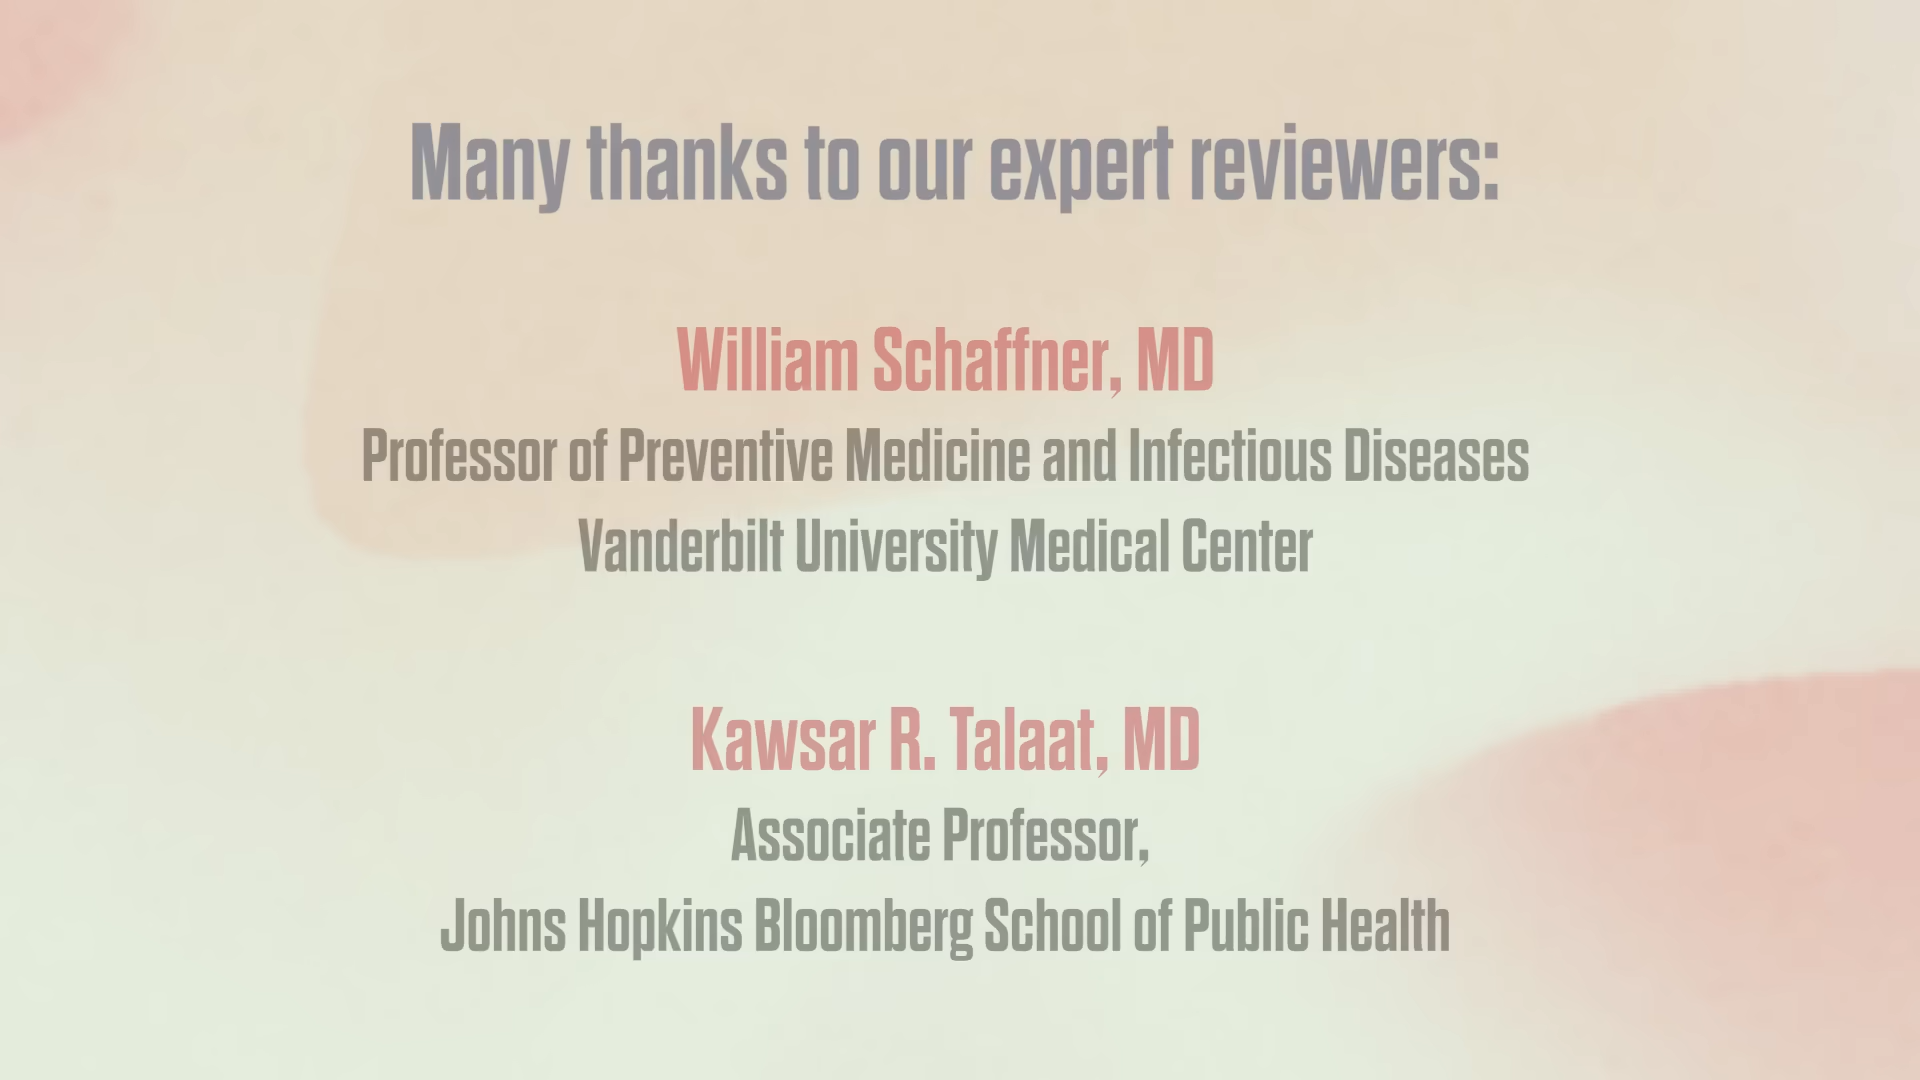 Many thanks to our expert reviewers:
William Schaffner, MD
Professor of Preventive Medicine and Infectious Diseases
Vanderbilt University Medical Center
Kawsar R. Talaat, MD
Associate Professor,
Johns Hopkins Bloomberg School of Public Health